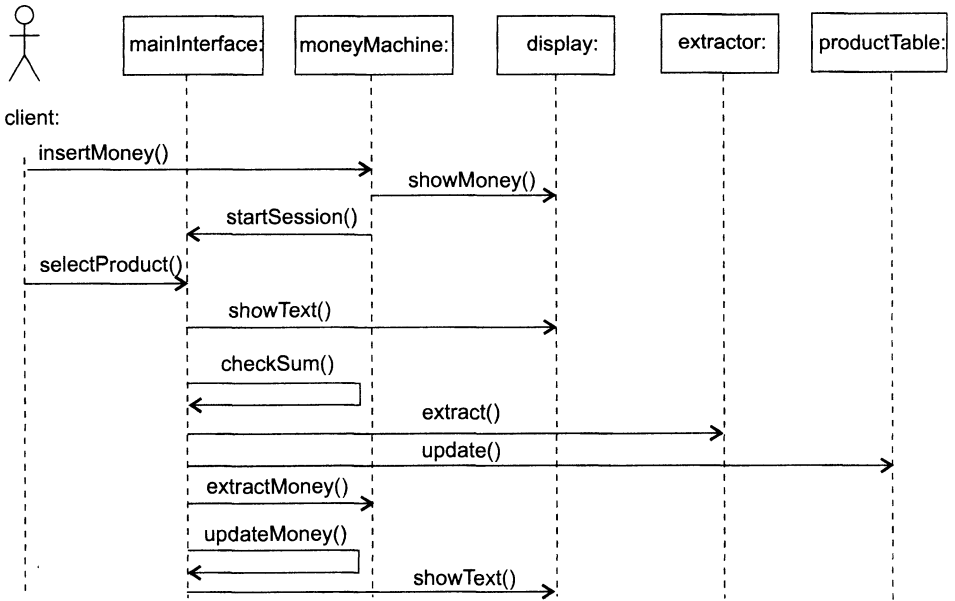 mainInterface:
moneyMachine:
display:
extractor:
productTable:
client:
insertMoney()
showMoney()
startSession()
selectProduct()
showText()
checkSum()
extract()
update()
extractMoney()
updateMoney()
showText()